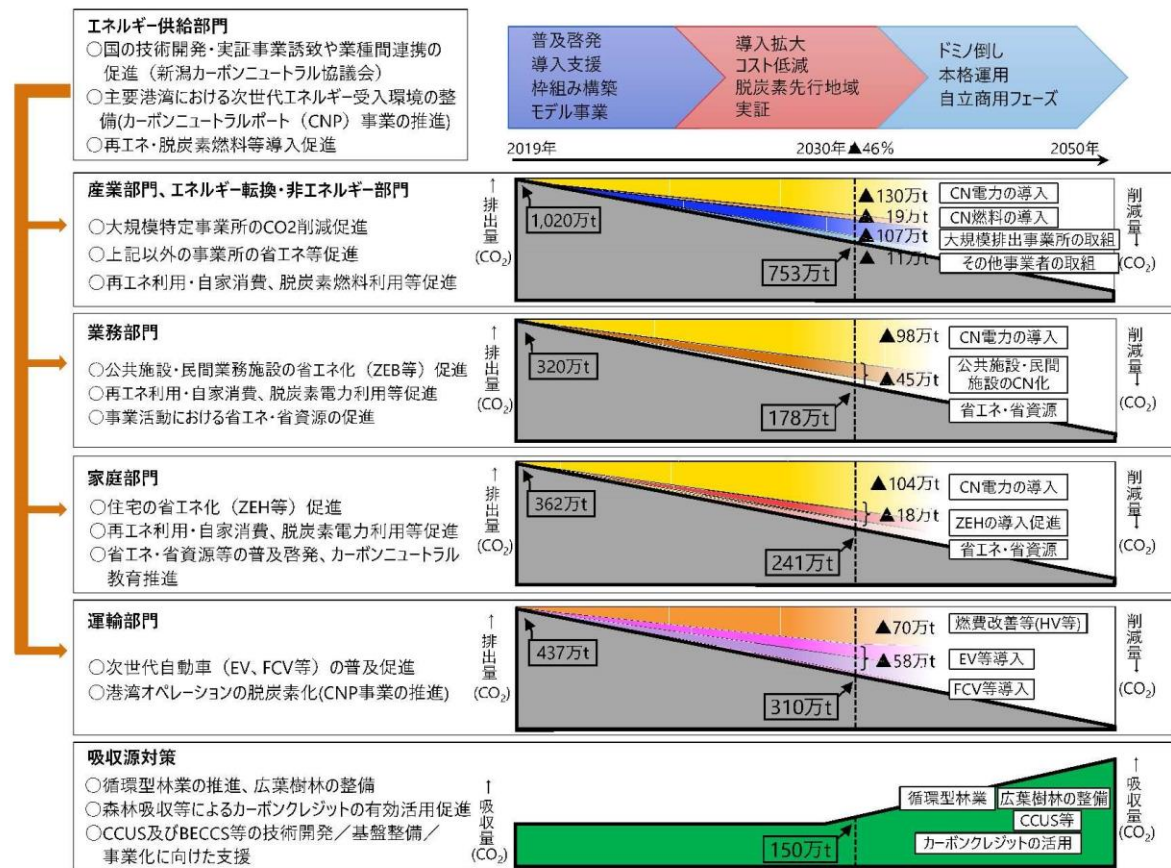 エネルギー供給部門
○国の技術開発・実証事業誘致や業種間連携の
促進（新潟カーボンニュートラル協議会）
○主要港湾における次世代エネルギー受入環境の整
備(カーボンニュートラルポート（CNP）事業の推進)
○再エネ・脱炭素燃料等導入促進
普及啓発
導入支援
枠組み構築
モデル事業
導入拡大
コスト低減
脱炭素先行地域
実証
ドミノ倒し
本格運用
自立商用フェーズ
2019年
2030年▲46%
2050年
産業部門、エネルギー転換・非エネルギー部門
○大規模特定事業所のCO2削減促進
○上記以外の事業所の省エネ等促進
○再エネ利用・自家消費、脱炭素燃料利用等促進
↑排出量(CO₂)
1,020万t
753万t
▲130万t
▲19万t
▲107万t
▲11万t
CN電力の導入
CN燃料の導入
大規模排出事業所の取組
その他事業者の取組
削減量↓(CO₂)
業務部門
○公共施設・民間業務施設の省エネ化（ZEB等）促進
○再エネ利用・自家消費、脱炭素電力利用等促進
○事業活動における省エネ・省資源の促進
↑排出量(CO₂)
320万t
178万t
▲98万t
▲45万t
CN電力の導入
公共施設・民間
施設のCN化
省エネ・省資源
削減量↓(CO₂)
家庭部門
○住宅の省エネ化（ZEH等）促進
○再エネ利用・自家消費、脱炭素電力利用等促進
○省エネ・省資源等の普及啓発、カーボンニュートラル
教育推進
↑排出量(CO₂)
362万t
241万t
▲104万t
▲18万t
CN電力の導入
ZEHの導入促進
省エネ・省資源
削減量↓(CO₂)
運輸部門
○次世代自動車（EV、FCV等）の普及促進
○港湾オペレーションの脱炭素化(CNP事業の推進)
↑排出量(CO₂)
437万t
310万t
▲70万t
▲58万t
燃費改善等(HV等)
EV等導入
FCV等導入
削減量↓(CO₂)
吸収源対策
○循環型林業の推進、広葉樹林の整備
○森林吸収等によるカーボンクレジットの有効活用促進
○CCUS及びBECCS等の技術開発／基盤整備／
事業化に向けた支援
↑吸収量(CO₂)
150万t
循環型林業
広葉樹林の整備
CCUS等
カーボンクレジットの活用
↑吸収量(CO₂)